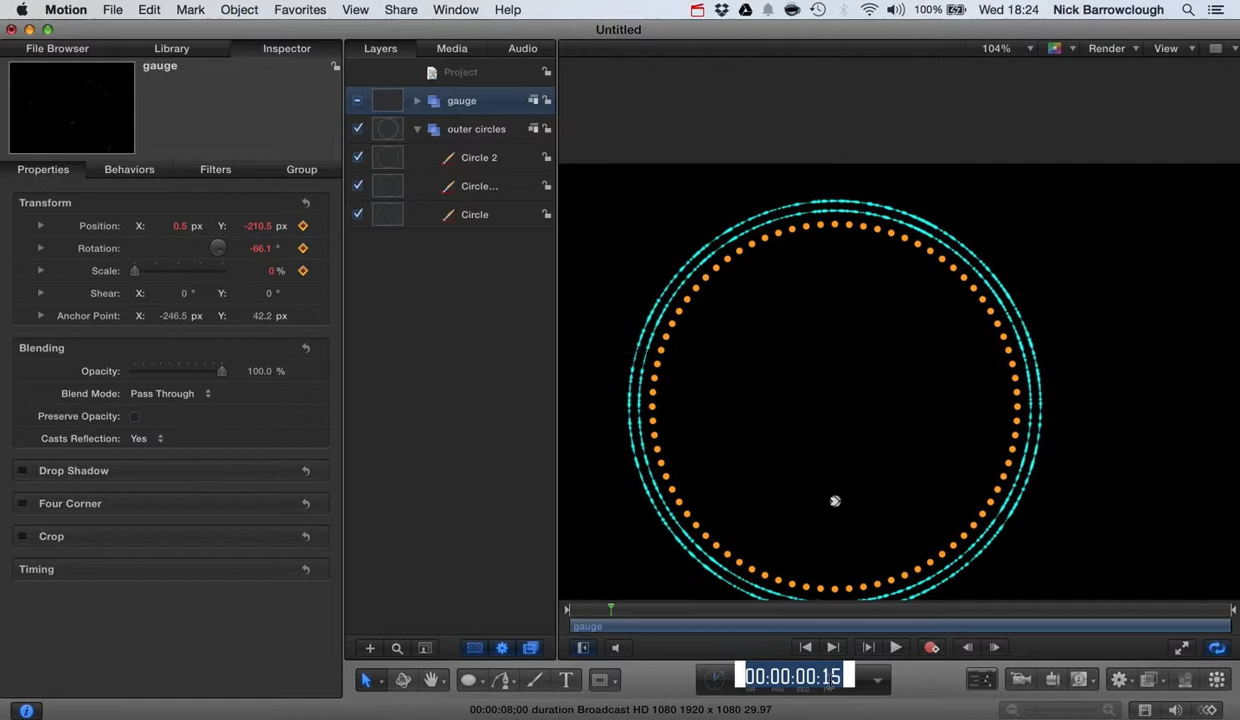 Motion File Edit Mark Object Favorites View Share Window Help 100% Wed 18:24 Nick Barrowclough
Untitled
File Browser Library Inspector Layers Media Audio 104% Render View
gauge
Project
gauge
outer circles
Circle 2
Circle...
Circle
Properties Behaviors Filters Group
Transform
Position: X: 0.5 px Y: -210.5 px
Rotation: -66.1 °
Scale: 0 %
Shear: X: 0 ° Y: 0 °
Anchor Point: X: -246.5 px Y: 42.2 px
Blending
Opacity: 100.0 %
Blend Mode: Pass Through
Preserve Opacity:
Casts Reflection: Yes
Drop Shadow
Four Corner
Crop
Timing
gauge
00:00:00:15
T
00:00:08;00 duration Broadcast HD 1080 1920 x 1080 29.97